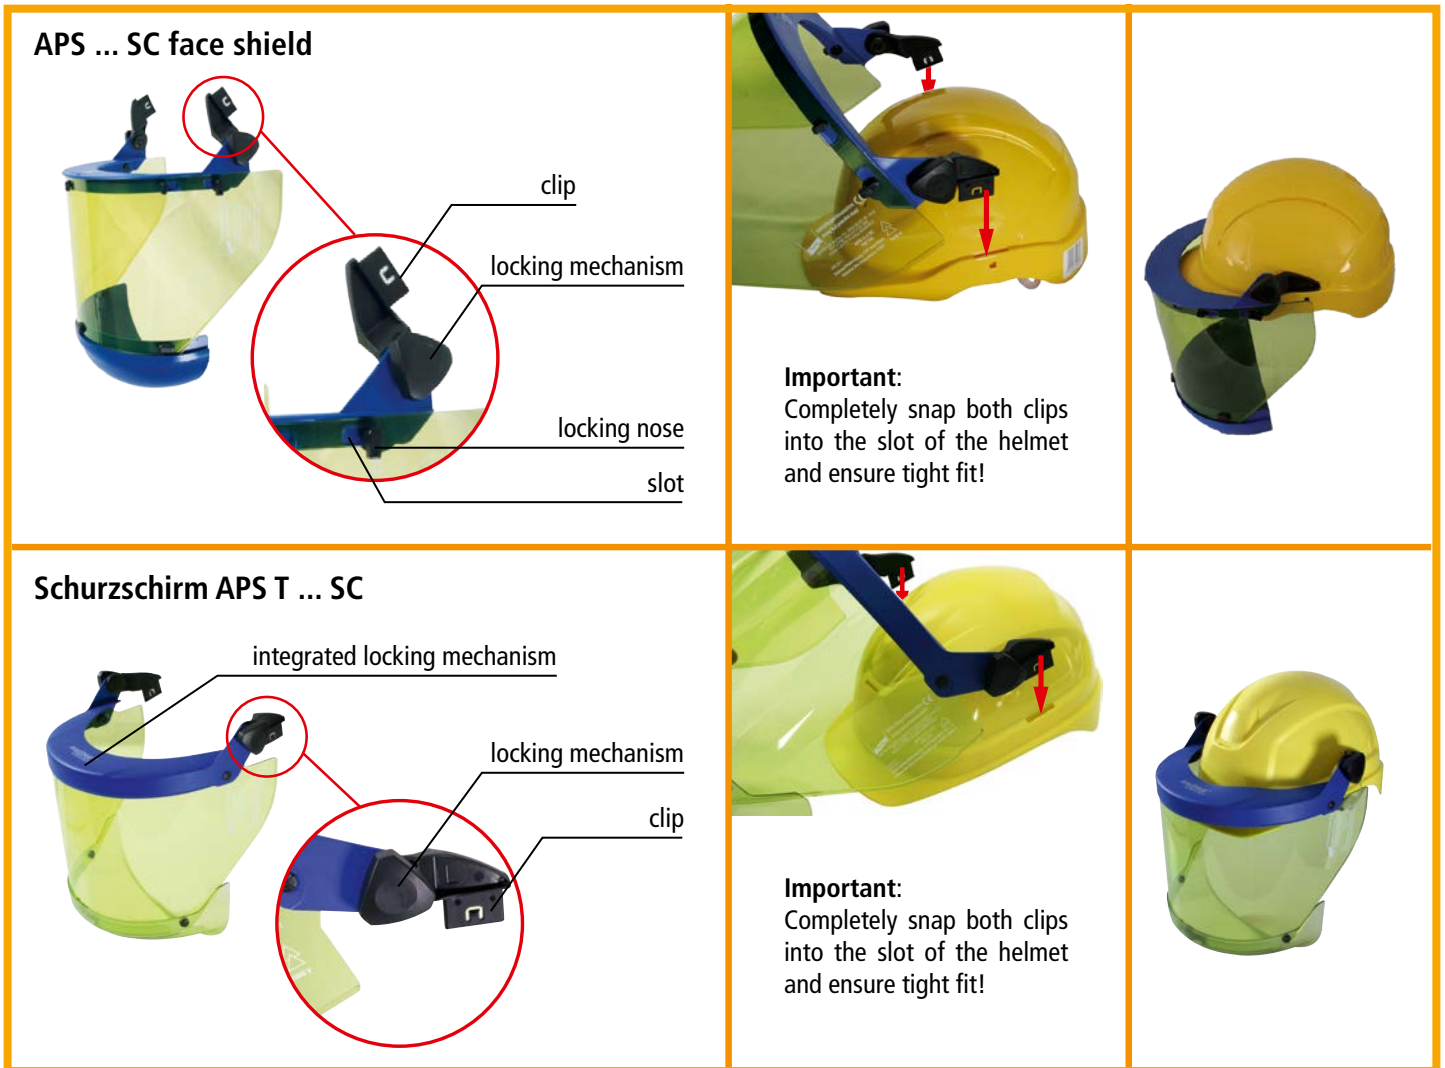 APS ... SC face shield
clip
locking mechanism
locking nose
slot
Important:
Completely snap both clips
into the slot of the helmet
and ensure tight fit!
Schurzschirm APS T ... SC
integrated locking mechanism
locking mechanism
clip
Important:
Completely snap both clips
into the slot of the helmet
and ensure tight fit!